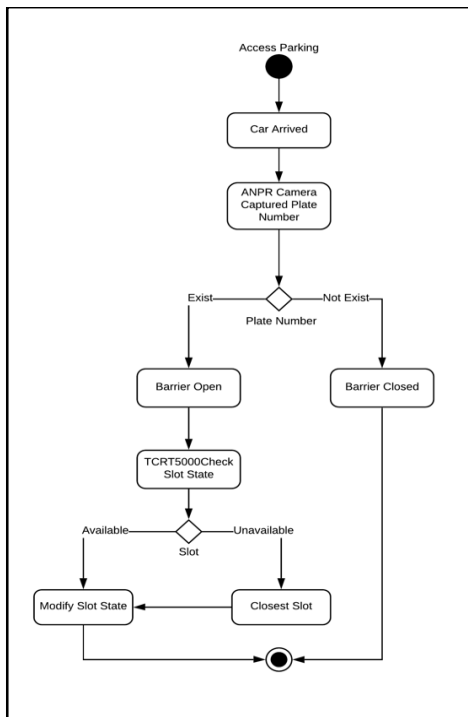 Access Parking
Car Arrived
ANPR Camera
Captured Plate
Number
Exist
Not Exist
Plate Number
Barrier Open
Barrier Closed
TCRT5000Check
Slot State
Available
Unavailable
Slot
Modify Slot State
Closest Slot